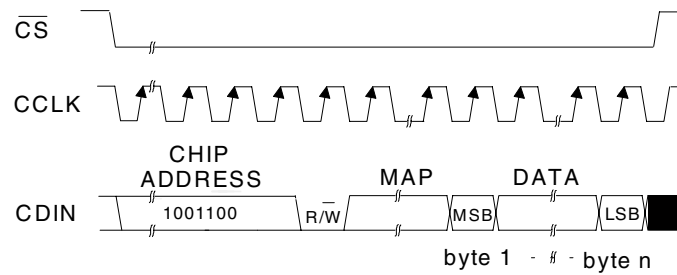 CS
CCLK
CHIP
ADDRESS
MAP
DATA
CDIN
1001100
R/W
MSB
LSB
byte 1 - - byte n